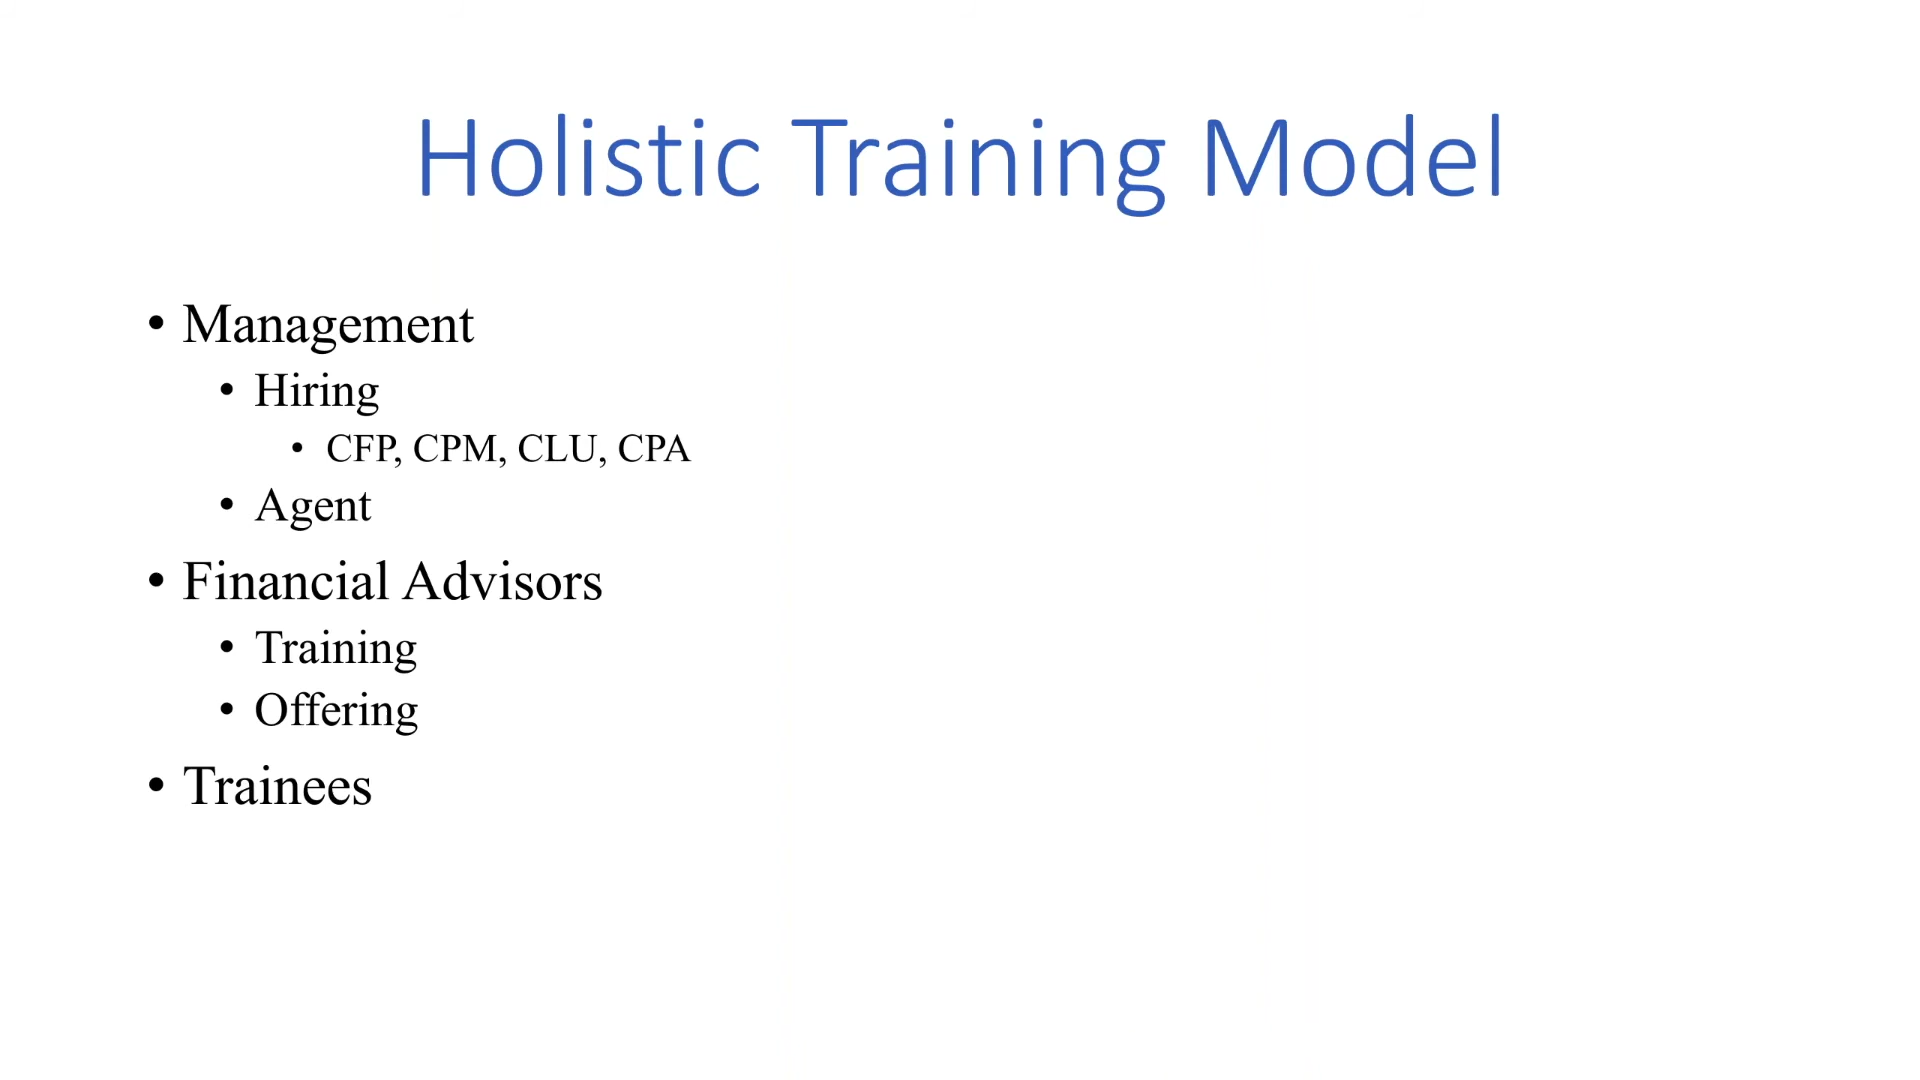 Holistic Training Model
• Management
• Hiring
• CFP, CPM, CLU, CPA
• Agent
• Financial Advisors
• Training
• Offering
• Trainees